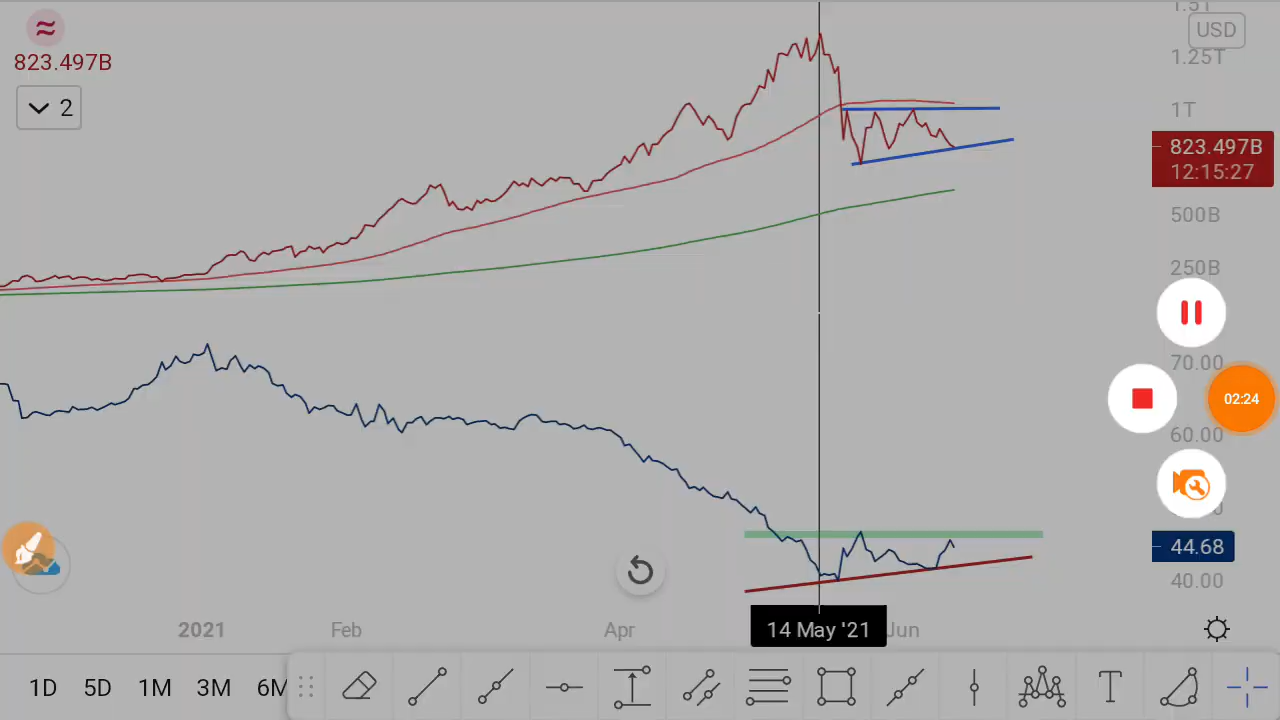 1.5T
USD
823.497B
1.25T
2
1T
823.497B
12:15:27
500B
250B
70.00
02:24
60.00
44.68
40.00
2021
Feb
Apr
14 May '21
Jun
1D
5D
1M
3M
6M
T